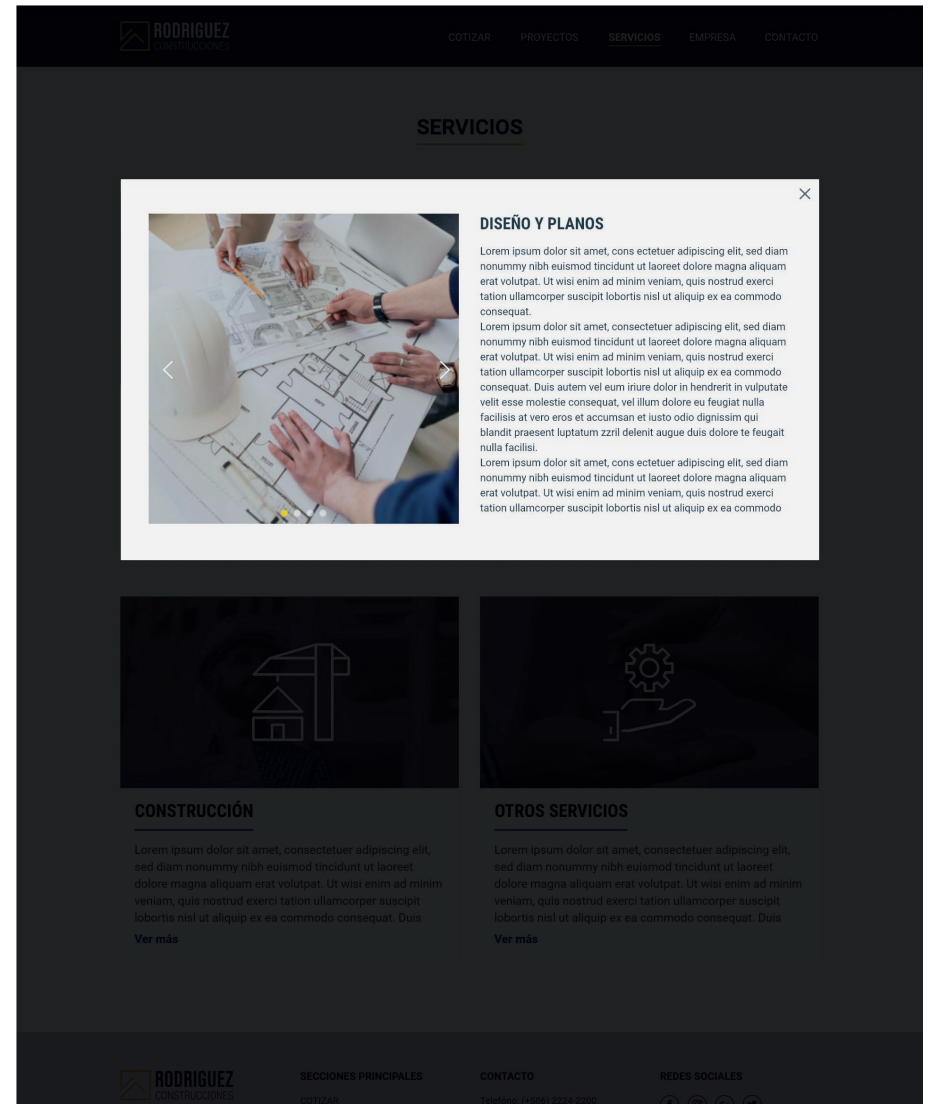 RODRIGUEZ
CONSTRUCCIONES
COTIZAR PROYECTOS SERVICIOS EMPRESA CONTACTO
SERVICIOS
DISEÑO Y PLANOS
Lorem ipsum dolor sit amet, cons ectetuer adipiscing elit, sed diam
nonummy nibh euismod tincidunt ut laoreet dolore magna aliquam
erat volutpat. Ut wisi enim ad minim veniam, quis nostrud exerci
tation ullamcorper suscipit lobortis nisl ut aliquip ex ea commodo
consequat.
Lorem ipsum dolor sit amet, consectetuer adipiscing elit, sed diam
nonummy nibh euismod tincidunt ut laoreet dolore magna aliquam
erat volutpat. Ut wisi enim ad minim veniam, quis nostrud exerci
tation ullamcorper suscipit lobortis nisl ut aliquip ex ea commodo
consequat. Duis autem vel eum iriure dolor in hendrerit in vulputate
velit esse molestie consequat, vel illum dolore eu feugiat nulla
facilisis at vero eros et accumsan et iusto odio dignissim qui
blandit praesent luptatum zzril delenit augue duis dolore te feugait
nulla facilisi.
Lorem ipsum dolor sit amet, cons ectetuer adipiscing elit, sed diam
nonummy nibh euismod tincidunt ut laoreet dolore magna aliquam
erat volutpat. Ut wisi enim ad minim veniam, quis nostrud exerci
tation ullamcorper suscipit lobortis nisl ut aliquip ex ea commodo
CONSTRUCCIÓN
Lorem ipsum dolor sit amet, consectetuer adipiscing elit,
sed diam nonummy nibh euismod tincidunt ut laoreet
dolore magna aliquam erat volutpat. Ut wisi enim ad minim
veniam, quis nostrud exerci tation ullamcorper suscipit
lobortis nisl ut aliquip ex ea commodo consequat. Duis
Ver más
OTROS SERVICIOS
Lorem ipsum dolor sit amet, consectetuer adipiscing elit,
sed diam nonummy nibh euismod tincidunt ut laoreet
dolore magna aliquam erat volutpat. Ut wisi enim ad minim
veniam, quis nostrud exerci tation ullamcorper suscipit
lobortis nisl ut aliquip ex ea commodo consequat. Duis
Ver más
RODRIGUEZ
CONSTRUCCIONES
SECCIONES PRINCIPALES
COTIZAR
CONTACTO
Telefóno: (+506) 2224-2200
REDES SOCIALES